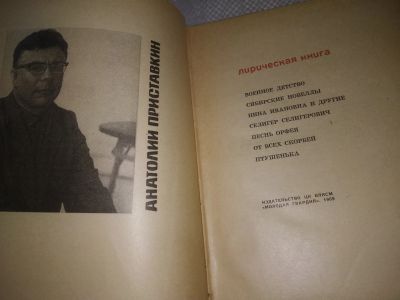 АНАТОЛИЙ ПРИСТАВКИН
лирическая книга
ВОЕННОЕ ДЕТСТВО
СИБИРСКИЕ НОВЕЛЛЫ
НИНА ИВАНОВНА И ДРУГИЕ
СЕЛИГЕР СЕЛИГЕРОВИЧ
ПЕСНЬ ОРФЕЯ
ОТ ВСЕХ СКОРБЕЙ
ПТУШЕНЬКА
ИЗДАТЕЛЬСТВО ЦК ВЛКСМ
«МОЛОДАЯ ГВАРДИЯ», 1969